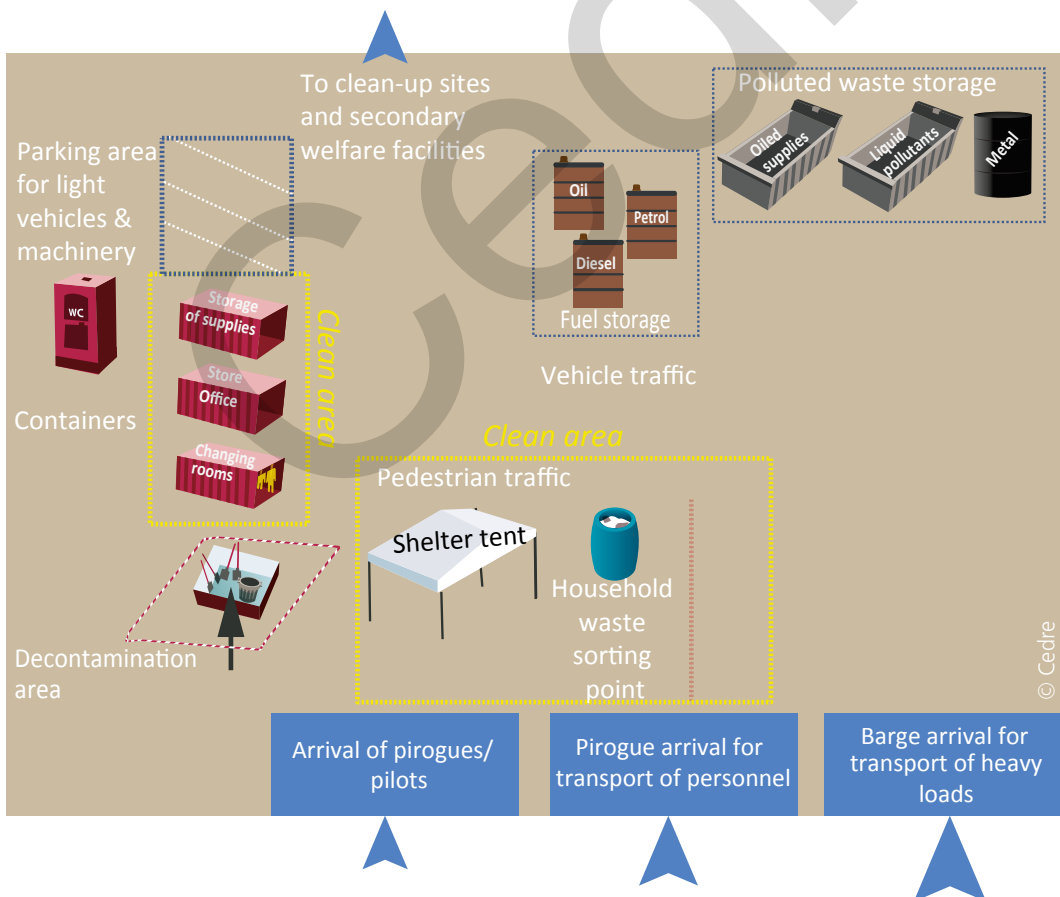 To clean-up sites
and secondary
welfare facilities
Polluted waste storage
Oiled
supplies
Liquid
pollutants
Metal
Parking area
for light
vehicles &
machinery
Oil
Petrol
Diesel
Fuel storage
WC
Storage
of supplies
Clean area
Store
Office
Vehicle traffic
Containers
Changing
rooms
Clean area
Pedestrian traffic
Shelter tent
Household
waste
sorting
point
Decontamination
area
© Cedre
Arrival of pirogues/
pilots
Pirogue arrival for
transport of personnel
Barge arrival for
transport of heavy
loads